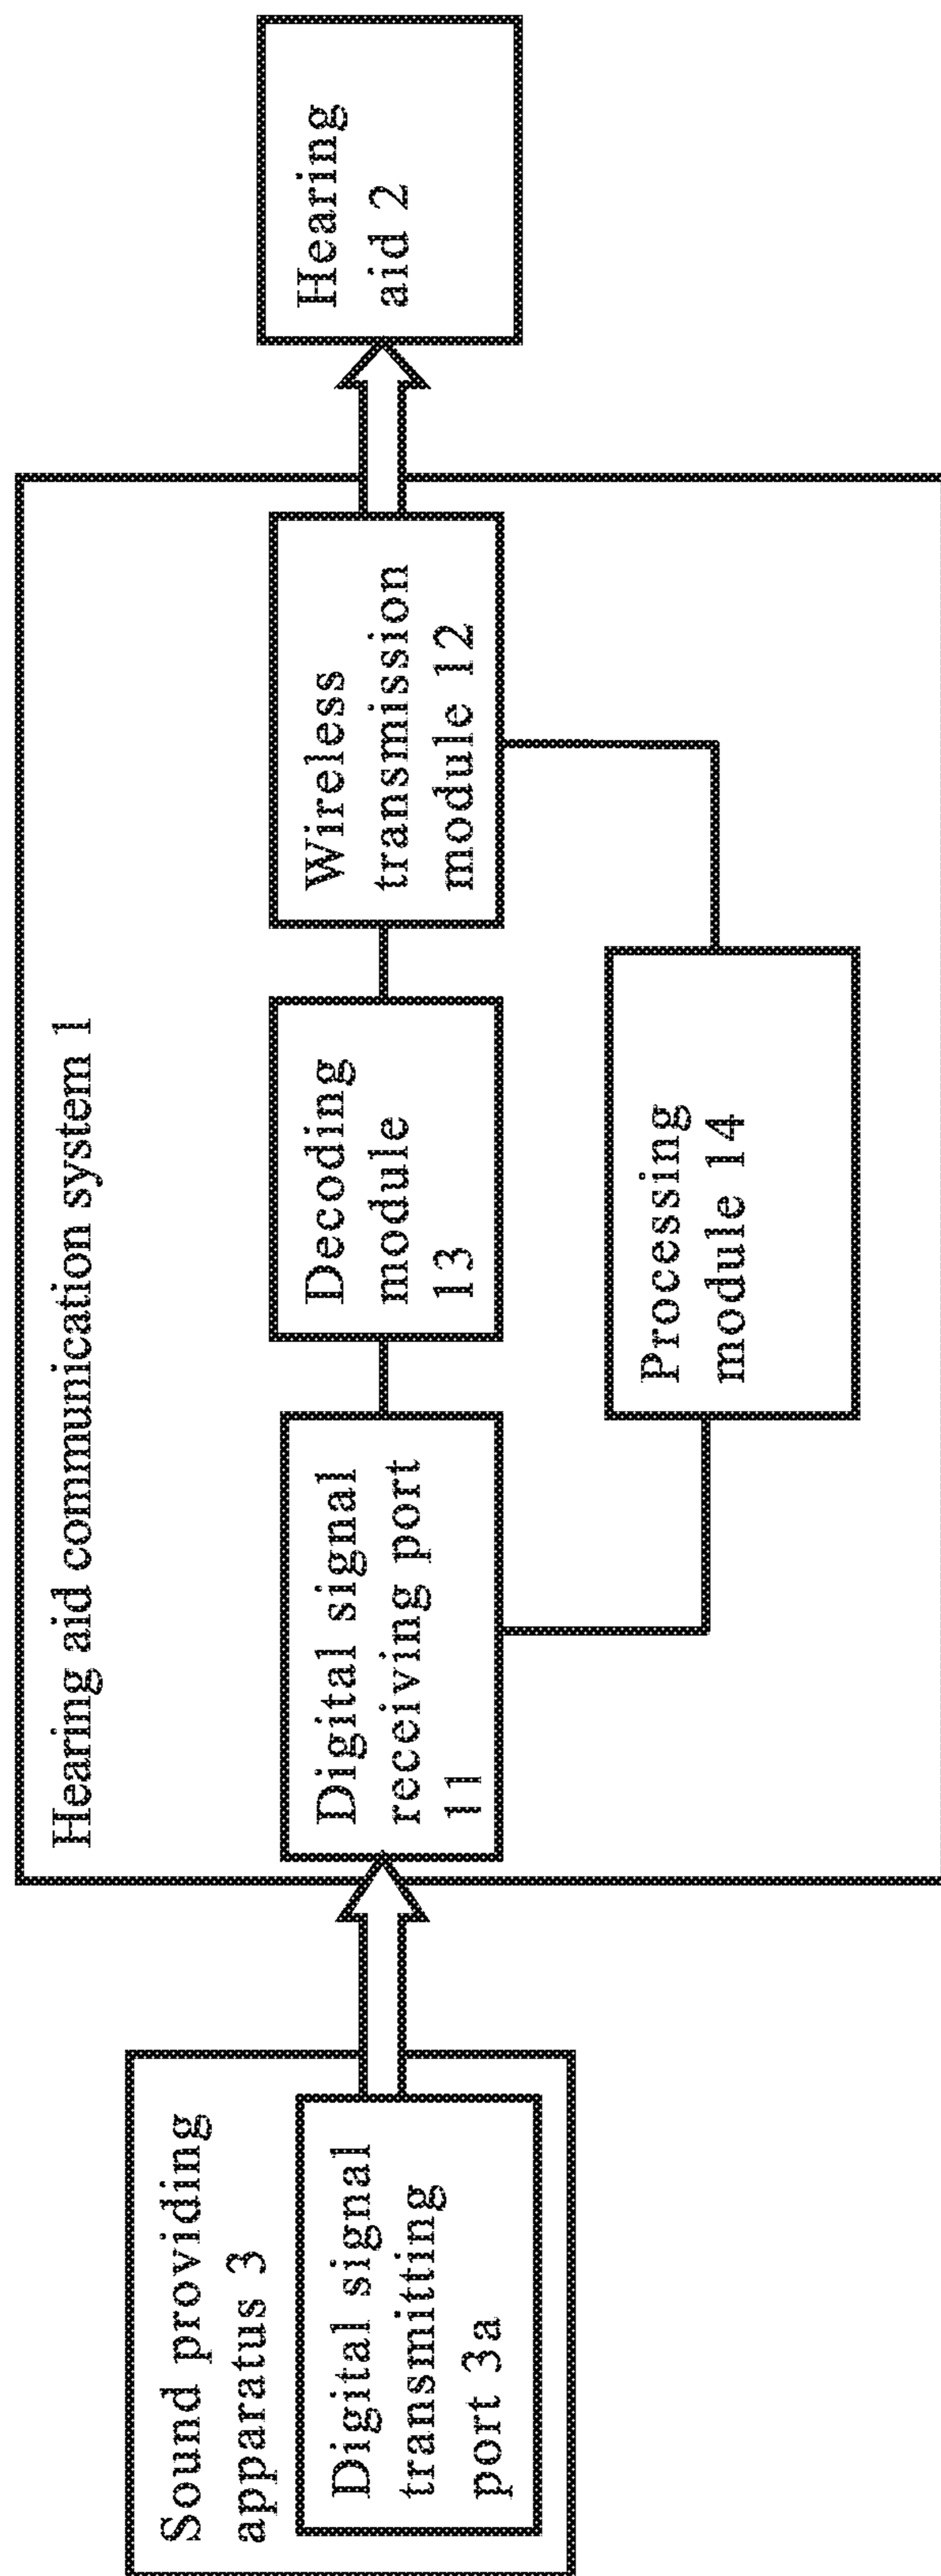 Sound providing
apparatus 3
Digital signal
transmitting
port 3a
Hearing aid communication system 1
Digital signal
receiving port
11
Decoding
module
13
Wireless
transmission
module 12
Processing
module 14
Hearing
aid 2